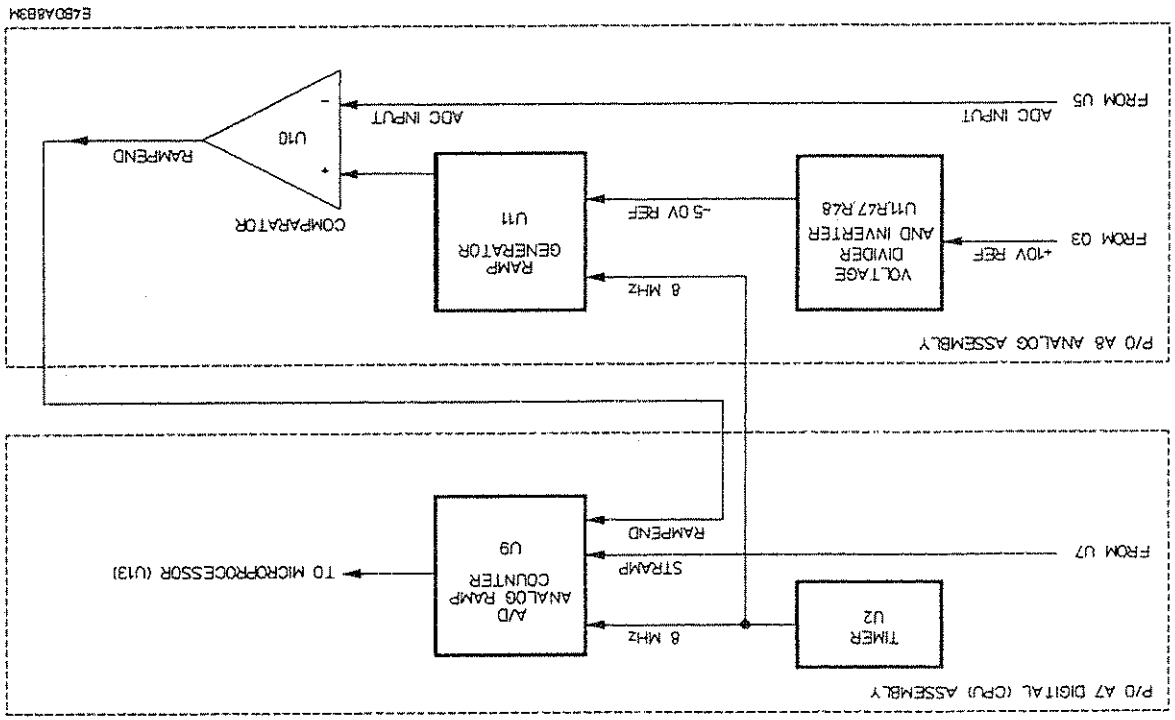 P/O A7 DIGITAL (CPU) ASSEMBLY
TIMER
U2
8 MHz
FROM U7
STRAMP
RAMPEND
A/D
ANALOG RAMP
COUNTER
U9
TO MICROPROCESSOR (U13)
P/O A8 ANALOG ASSEMBLY
FROM Q3
+10V REF
VOLTAGE
DIVIDER
AND INVERTER
U11,R47,R48
8 MHz
-5.0V REF
RAMP
GENERATOR
U11
COMPARATOR
+
U10
-
RAMPEND
FROM U5
ADC INPUT
ADC INPUT
E4BDA8B3M